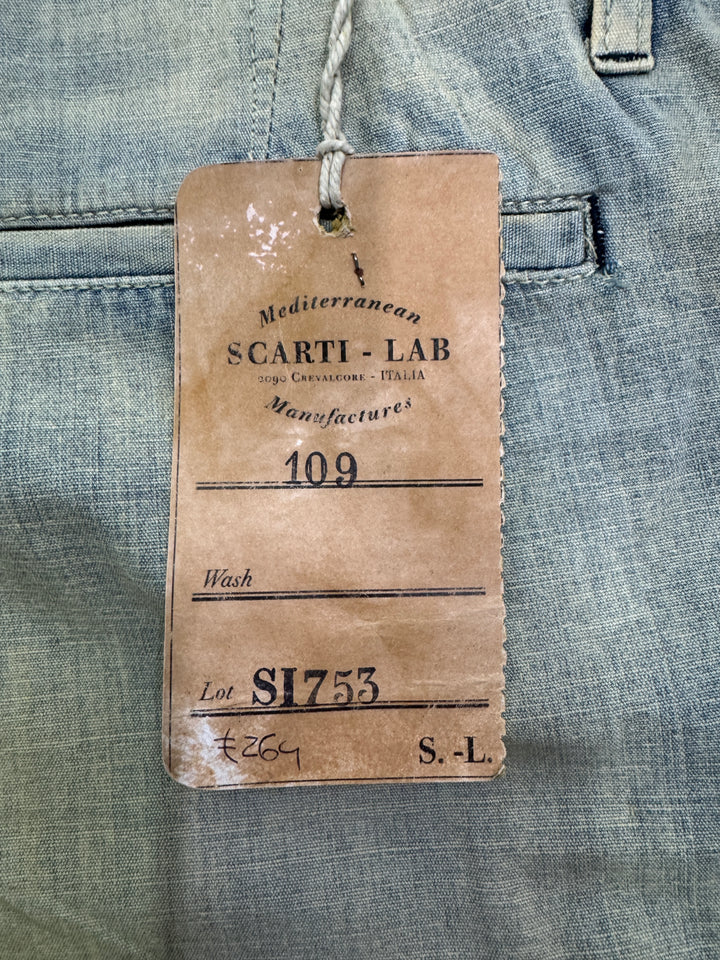 Mediterranean
SCARTI - LAB
2090 CREVALCORE - ITALIA
Manufactures
109
Wash
Lot SI753
€264
S. -L.